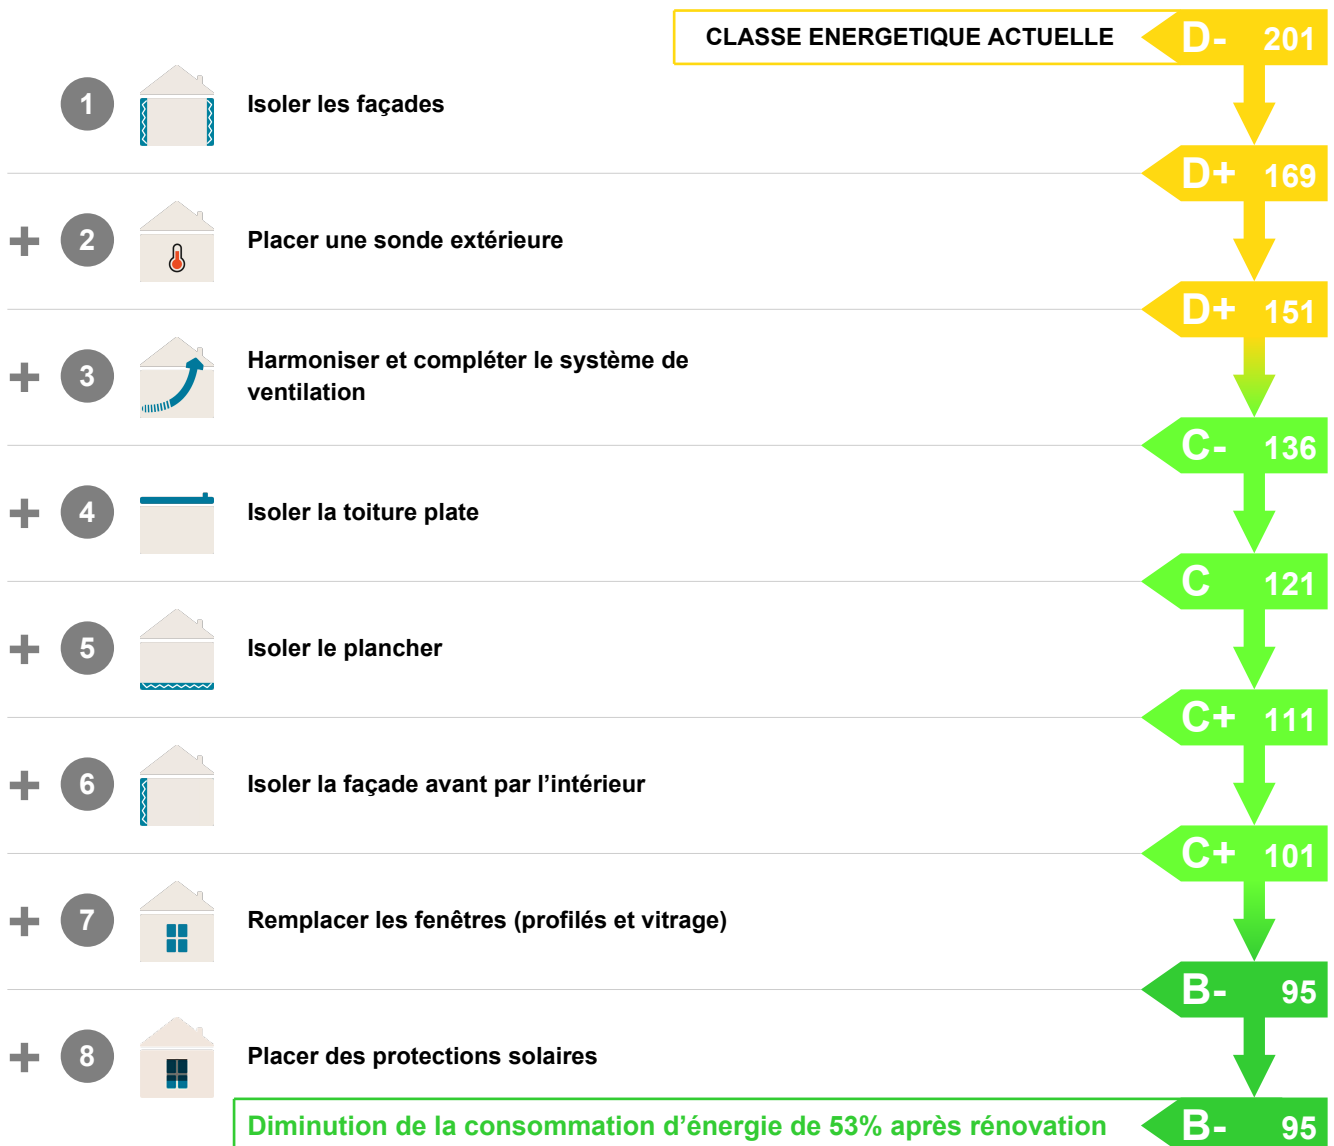 CLASSE ENERGETIQUE ACTUELLE D- 201
1 Isoler les façades
D+ 169
+ 2 Placer une sonde extérieure
D+ 151
+ 3 Harmoniser et compléter le système de
ventilation
C- 136
+ 4 Isoler la toiture plate
C 121
+ 5 Isoler le plancher
C+ 111
+ 6 Isoler la façade avant par l’intérieur
C+ 101
+ 7 Remplacer les fenêtres (profilés et vitrage)
B- 95
+ 8 Placer des protections solaires
Diminution de la consommation d’énergie de 53% après rénovation B- 95